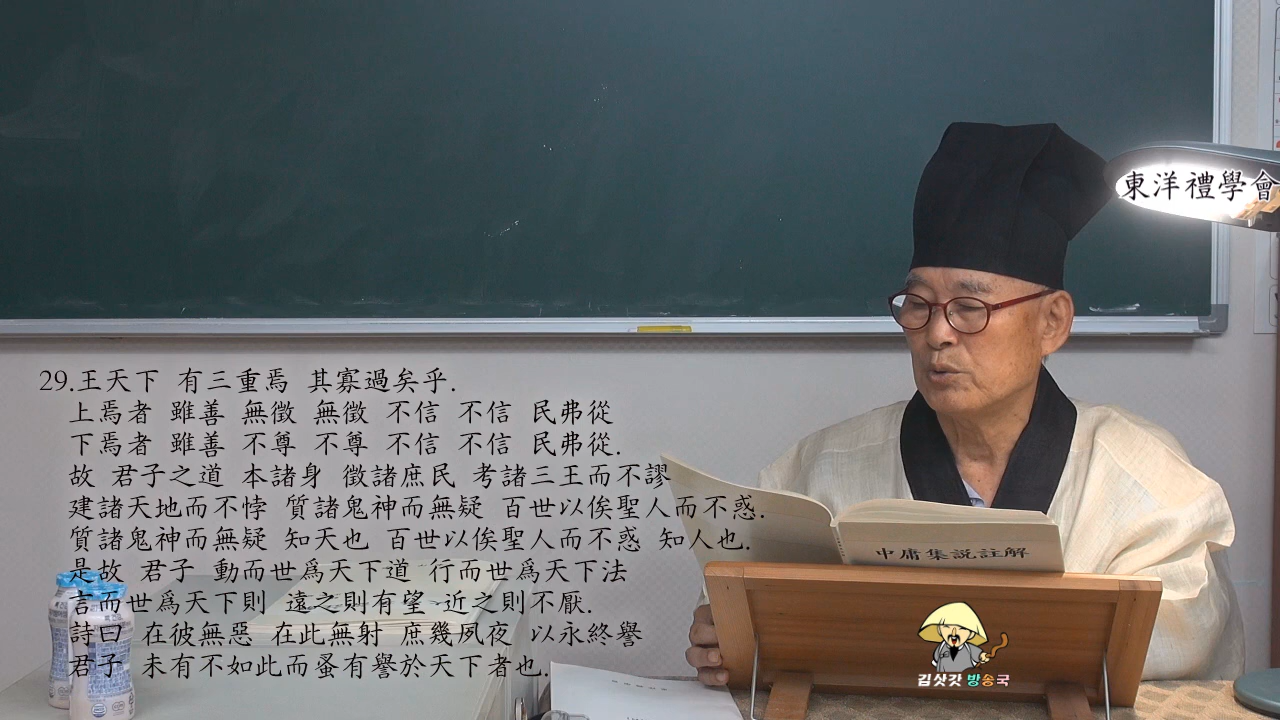 東洋禮學會
29.王天下 有三重焉 其寡過矣乎.
上焉者 雖善 無徵 無徵 不信 不信 民弗從
下焉者 雖善 不尊 不尊 不信 不信 民弗從.
故 君子之道 本諸身 徵諸庶民 考諸三王而不謬
建諸天地而不悖 質諸鬼神而無疑 百世以俟聖人而不惑.
質諸鬼神而無疑 知天也 百世以俟聖人而不惑 知人也.
是故 君子 動而世爲天下道 行而世爲天下法
言而世爲天下則 遠之則有望 近之則不厭.
詩曰 在彼無惡 在此無射 庶幾夙夜 以永終譽
君子 未有不如此而蚤有譽於天下者也.
中庸集説註解
김삿갓 방송국